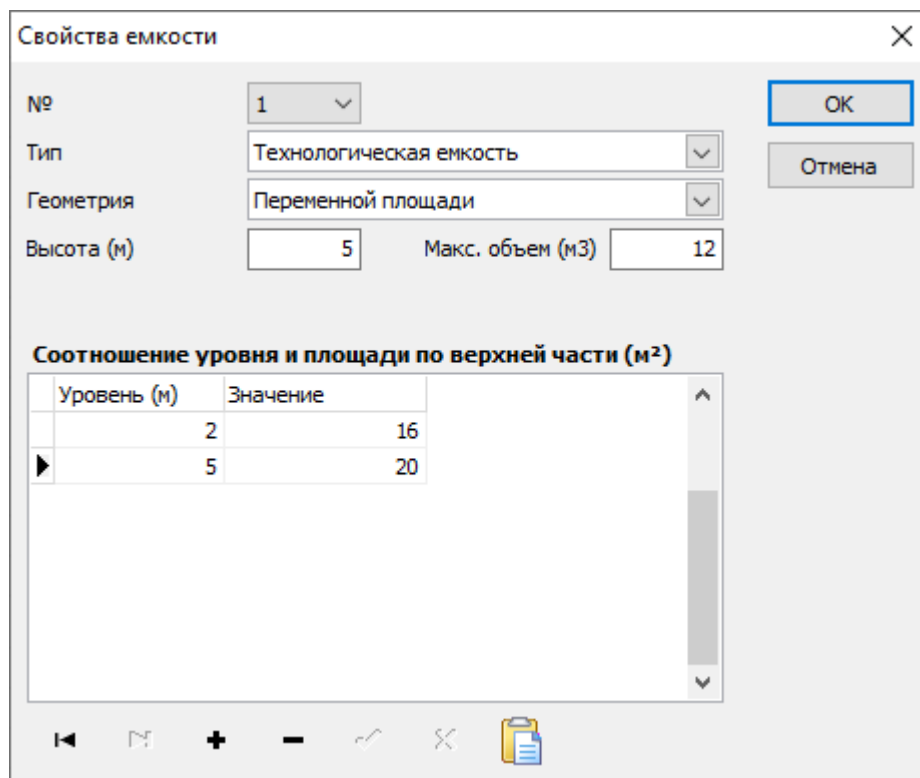 Свойства емкости
№ 1
OK
Тип Технологическая емкость
Отмена
Геометрия Переменной площади
Высота (м) 5 Макс. объем (м3) 12
Соотношение уровня и площади по верхней части (м²)
Уровень (м) Значение
2 16
5 20